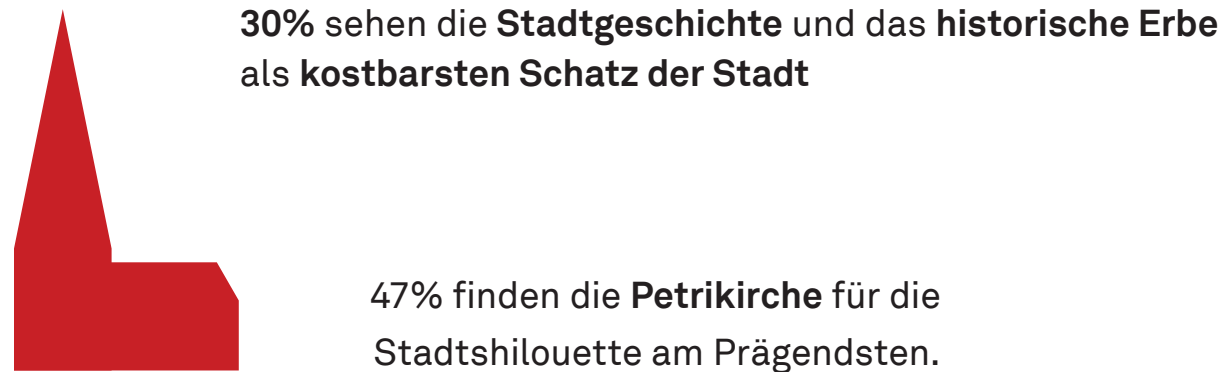 30% sehen die Stadtgeschichte und das historische Erbe
als kostbarsten Schatz der Stadt
47% finden die Petrikirche für die
Stadtshilouette am Prägendsten.